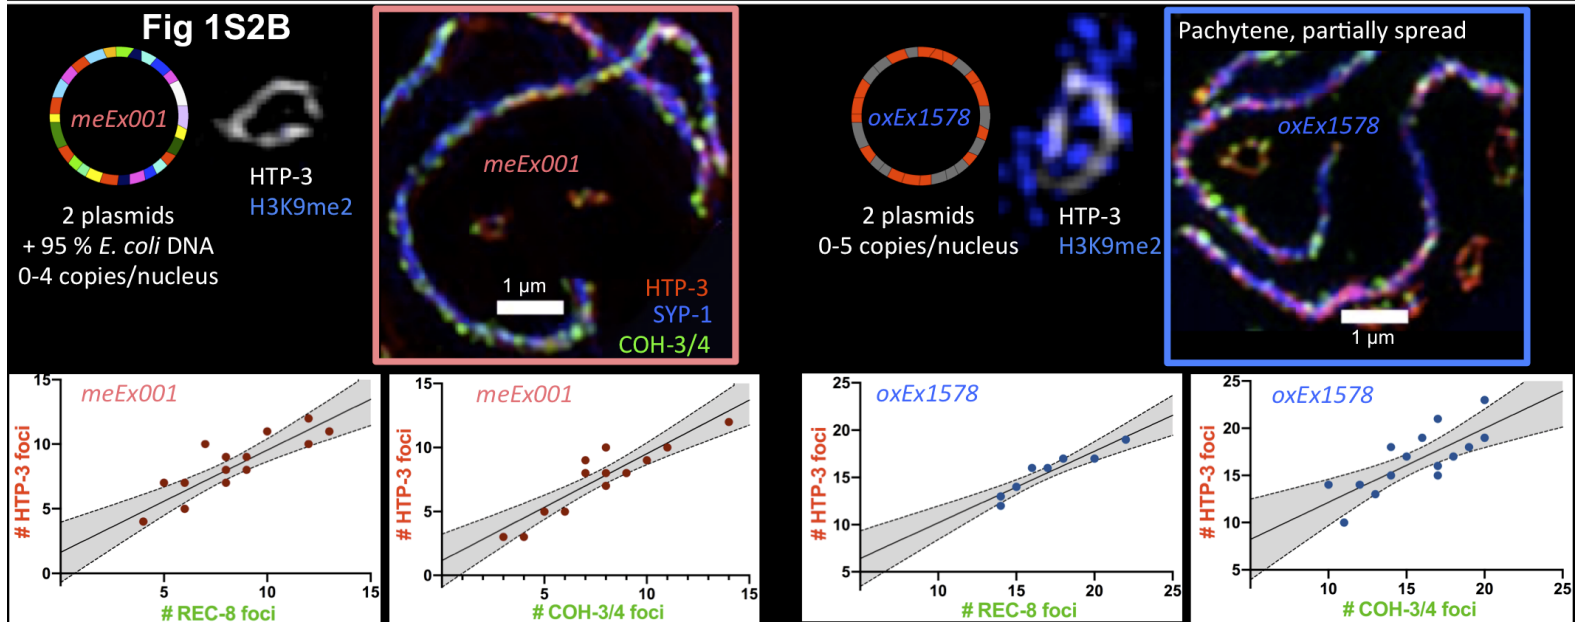 Fig 1S2B
meEx001
HTP-3
H3K9me2
2 plasmids
+ 95 % E. coli DNA
0-4 copies/nucleus
meEx001
1 µm
HTP-3
SYP-1
COH-3/4
oxEx1578
2 plasmids
0-5 copies/nucleus
HTP-3
H3K9me2
Pachytene, partially spread
oxEx1578
1 µm
meEx001
# HTP-3 foci
15
10
5
0
5
10
15
# REC-8 foci
meEx001
# HTP-3 foci
15
10
5
0
5
10
15
# COH-3/4 foci
oxEx1578
# HTP-3 foci
25
20
15
10
5
10
15
20
25
# REC-8 foci
oxEx1578
# HTP-3 foci
25
20
15
10
5
10
15
20
25
# COH-3/4 foci